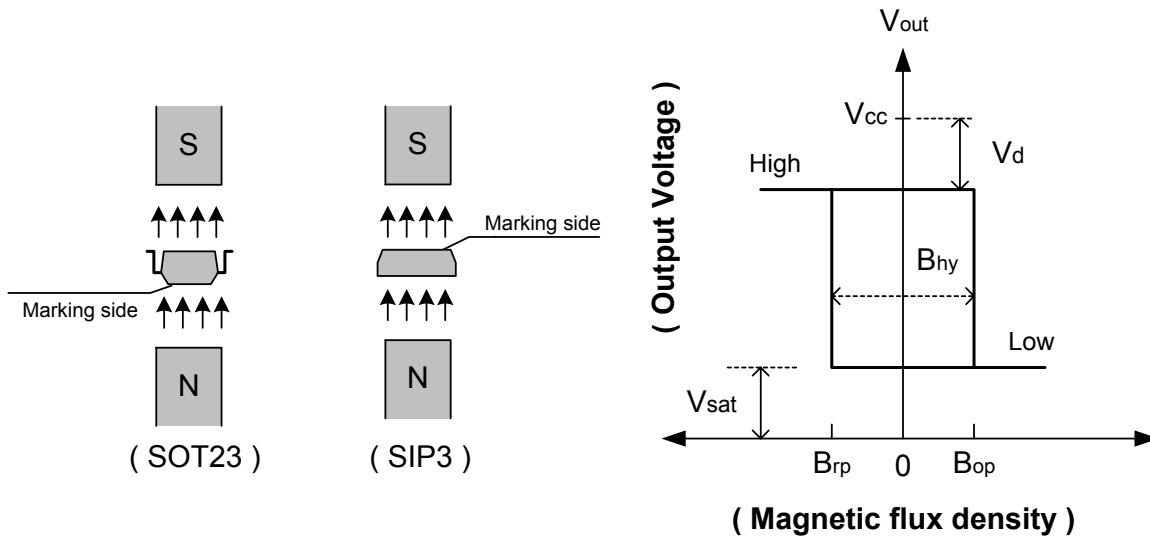 S
Marking side
N
( SOT23 )
S
Marking side
N
( SIP3 )
( Output Voltage )
Vout
Vcc
Vd
High
Bhy
Low
Vsat
Brp
0
Bop
( Magnetic flux density )